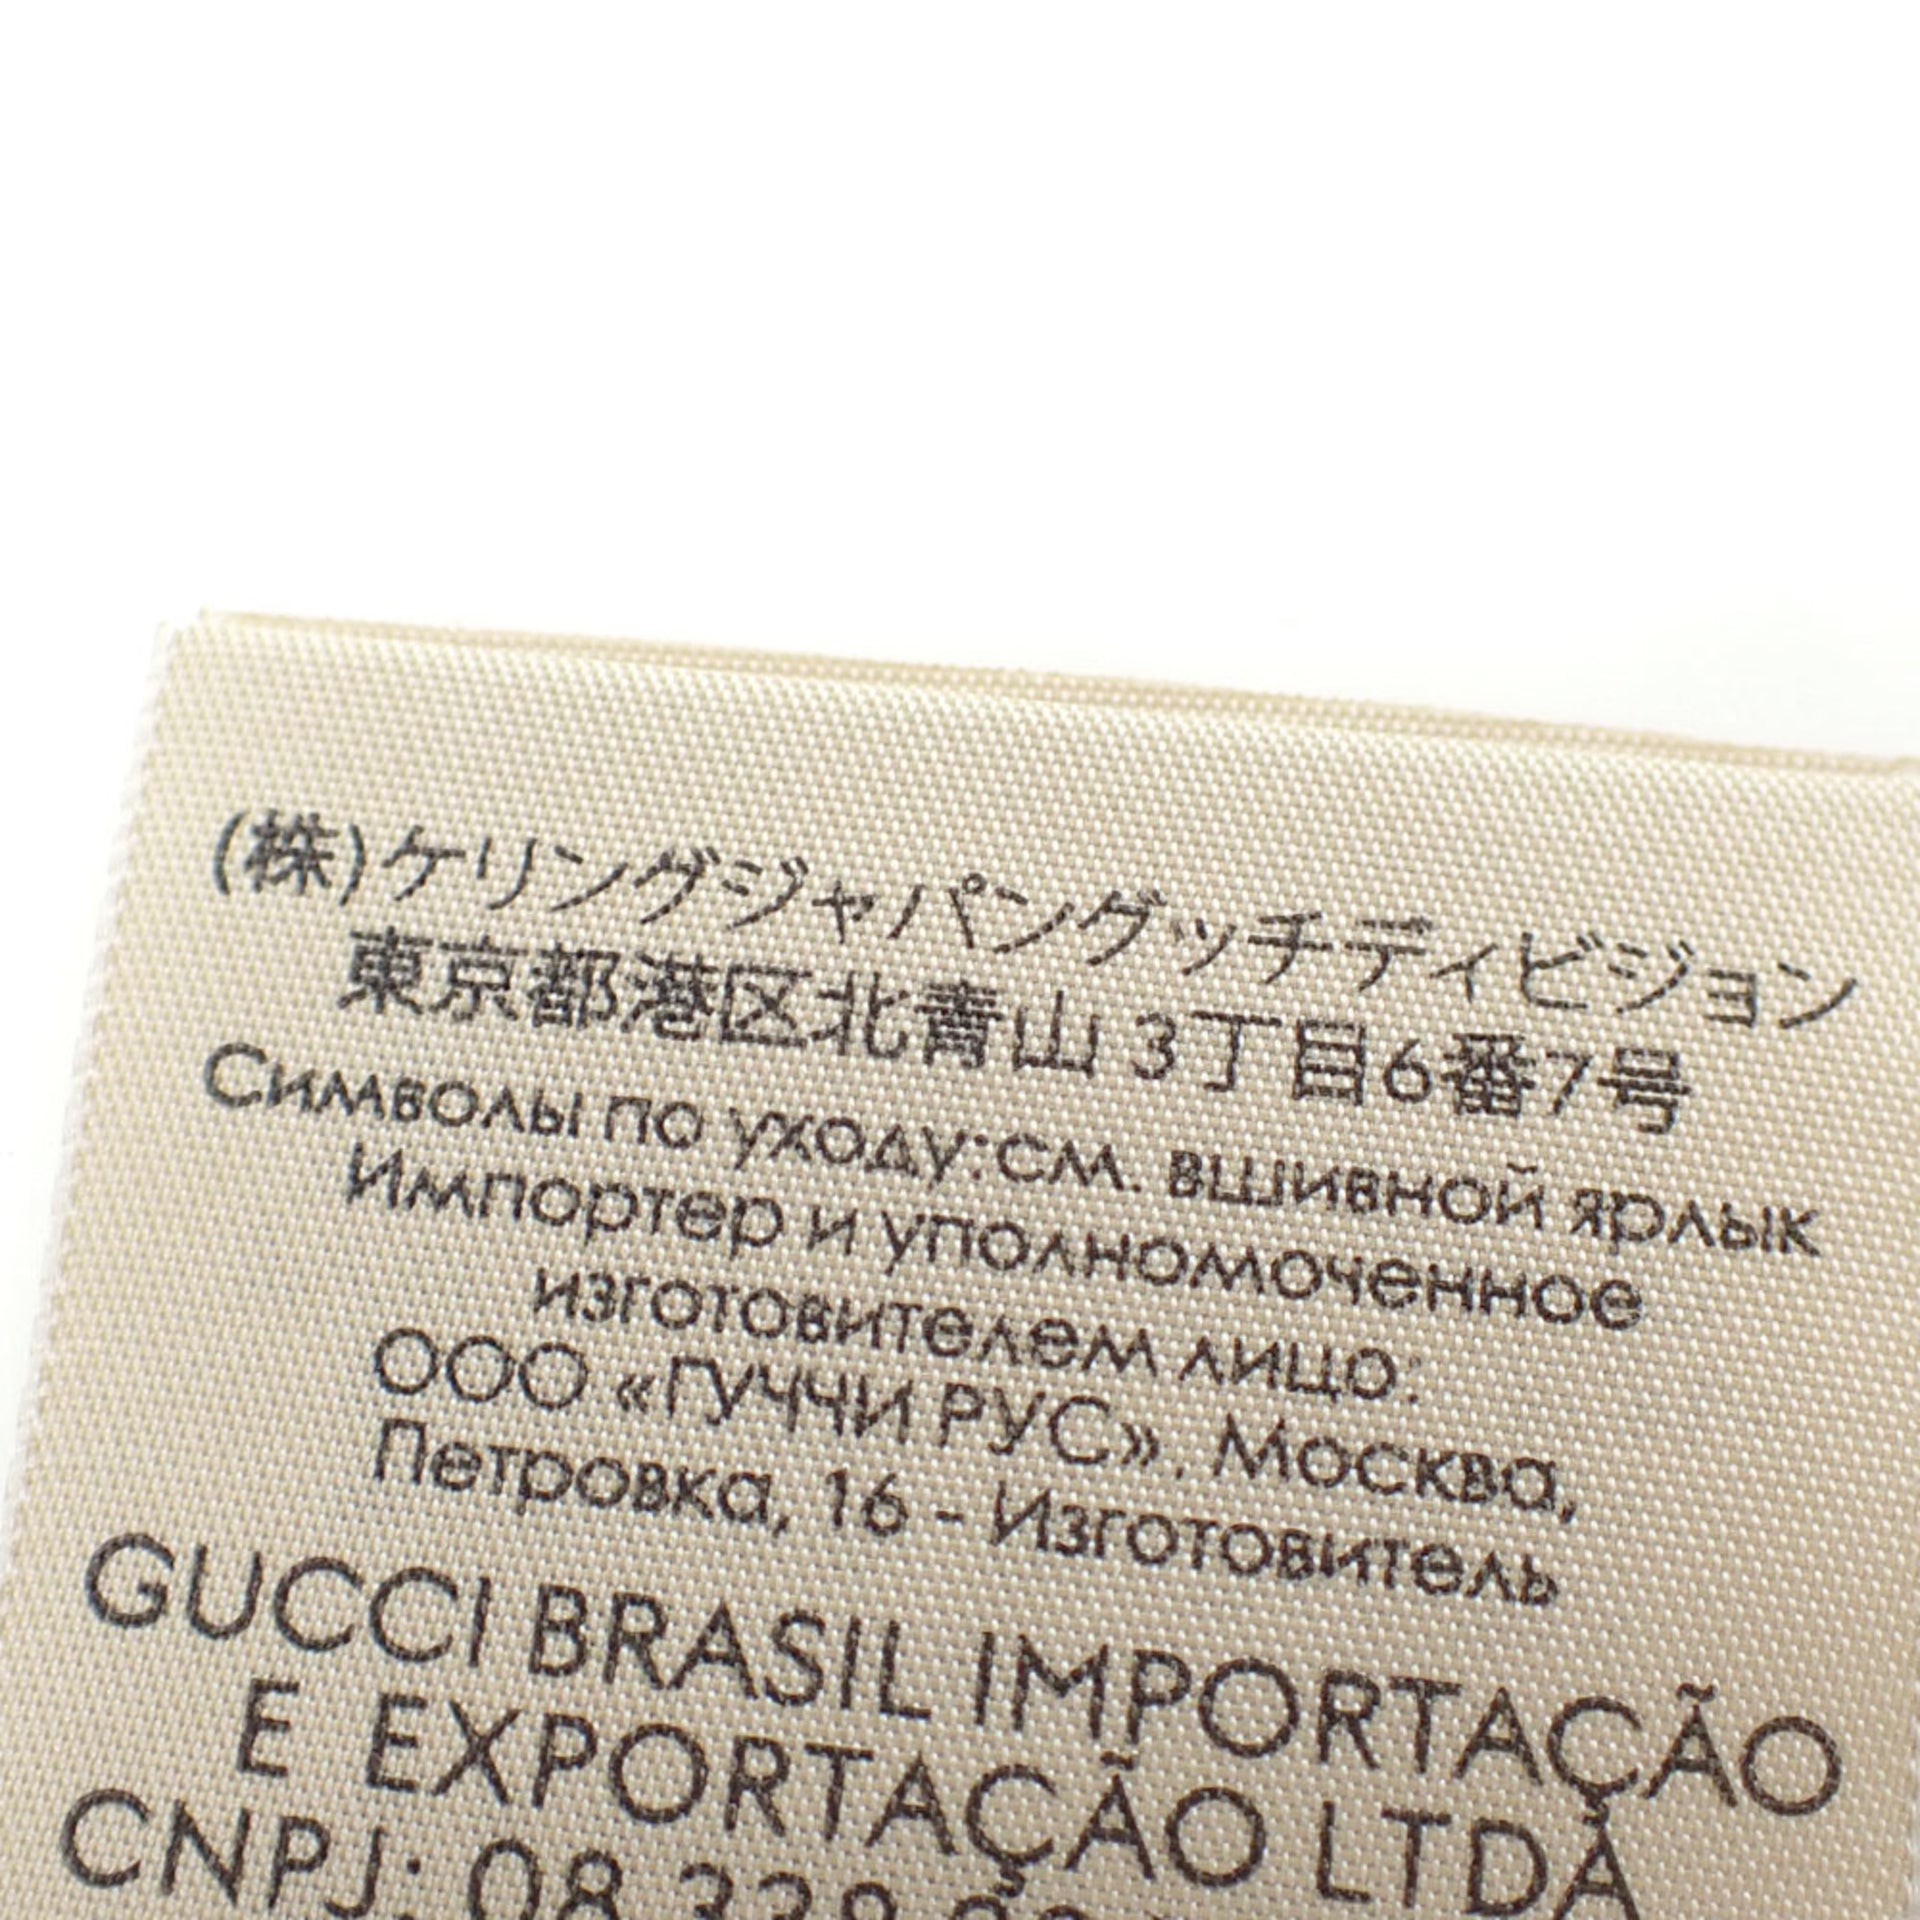 (株)ケリングジャパングッチディビジョン
東京都港区北青山 3丁目6番7号
Символы по уходу:см. вшивной ярлык
Импортер и уполномоченное
изготовителем лицо:
ООО «ГУЧЧИ РУС». Москва,
Петровка, 16 - Изготовитель
GUCCI BRASIL IMPORTAÇÃO
E EXPORTAÇÃO LTDA
CNPJ: 08